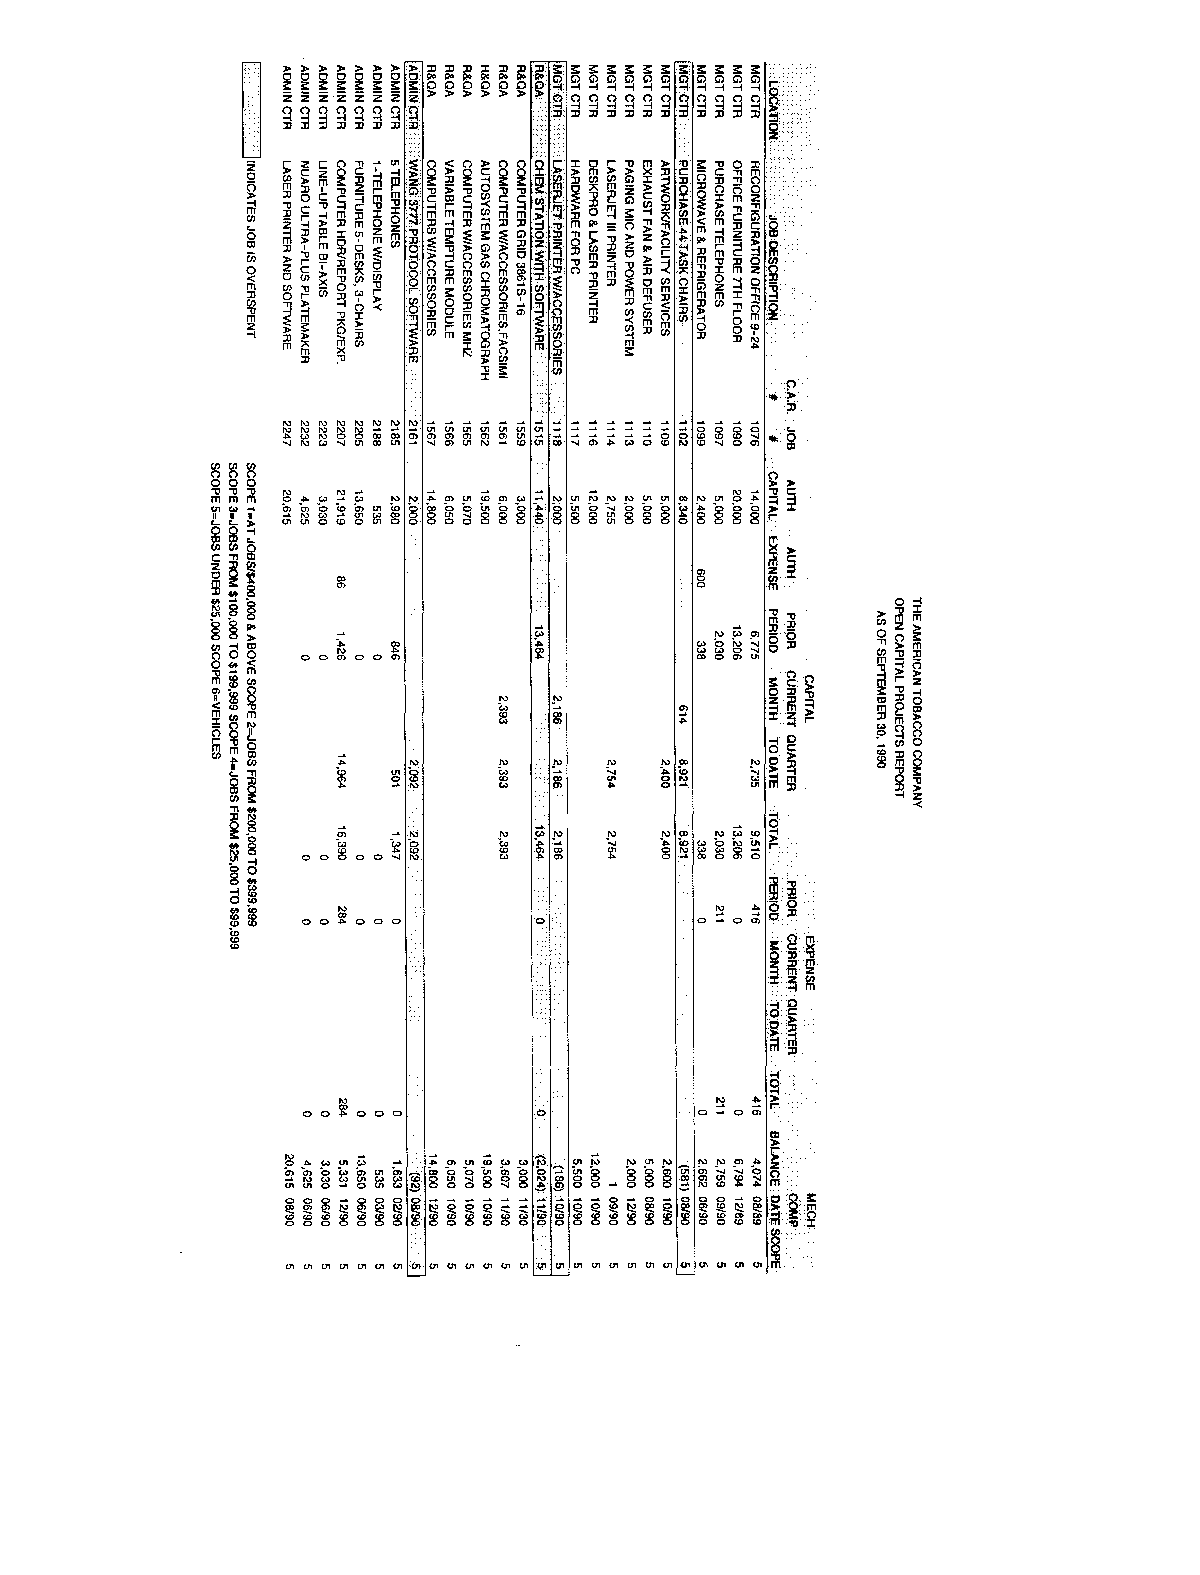 THE AMERICAN TOBACCO COMPANY
OPEN CAPITAL PROJECTS REPORT
AS OF SEPTEMBER 30, 1990
CAPITAL EXPENSE MECH
C.A.R. JOB AUTH AUTH PRIOR CURRENT QUARTER PRIOR CURRENT QUARTER COMP
LOCATION JOB DESCRIPTION # # CAPITAL EXPENSE PERIOD MONTH TO DATE TOTAL PERIOD MONTH TO DATE TOTAL BALANCE DATE SCOPE
MGT CTR RECONFIGURATION OFFICE 9-24 1076 14,000 6,775 2,735 9,510 416 416 4,074 08/89 5
MGT CTR OFFICE FURNITURE 7TH FLOOR 1090 20,000 13,206 13,206 0 0 6,794 12/89 5
MGT CTR PURCHASE TELEPHONES 1097 5,000 2,030 2,030 211 211 2,759 09/90 5
MGT CTR MICROWAVE & REFRIGERATOR 1099 2,400 600 338 338 0 0 2,662 06/90 5
MGT CTR PURCHASE 44 TASK CHAIRS 1102 8,340 614 8,921 8,921 (581) 08/90 5
MGT CTR ARTWORK/FACILITY SERVICES 1109 5,000 2,400 2,400 2,600 10/90 5
MGT CTR EXHAUST FAN & AIR DEFUSER 1110 5,000 5,000 08/90 5
MGT CTR PAGING MIC AND POWER SYSTEM 1113 2,000 2,000 12/90 5
MGT CTR LASERJET III PRINTER 1114 2,755 2,754 2,754 1 09/90 5
MGT CTR DESKPRO & LASER PRINTER 1116 12,000 12,000 10/90 5
MGT CTR HARDWARE FOR PC 1117 5,500 5,500 10/90 5
MGT CTR LASERJET PRINTER W/ACCESSORIES 1118 2,000 2,186 2,186 2,186 (186) 10/90 5
R&QA CHEM STATION WITH SOFTWARE 1515 11,440 13,464 13,464 0 0 (2,024) 11/90 5
R&QA COMPUTER GRID 3861S-16 1559 3,000 3,000 11/90 5
R&QA COMPUTER W/ACCESSORIES,FACSIMI 1561 6,000 2,393 2,393 2,393 3,607 11/90 5
R&QA AUTOSYSTEM GAS CHROMATOGRAPH 1562 19,500 19,500 10/90 5
R&QA COMPUTER W/ACCESSORIES MHZ 1565 5,070 5,070 10/90 5
R&QA VARIABLE TEMPTURE MODULE 1566 6,050 6,050 10/90 5
R&QA COMPUTERS W/ACCESSORIES 1567 14,800 14,800 12/90 5
ADMIN CTR WANG 3777 PROTOCOL SOFTWARE 2161 2,000 2,092 2,092 (92) 08/90 5
ADMIN CTR 5 TELEPHONES 2185 2,980 846 501 1,347 0 0 1,633 02/90 5
ADMIN CTR 1-TELEPHONE W/DISPLAY 2188 535 0 0 0 0 535 03/90 5
ADMIN CTR FURNITURE 5-DESKS, 3-CHAIRS 2205 13,650 0 0 0 0 13,650 06/90 5
ADMIN CTR COMPUTER HDR/REPORT PKG/EXP. 2207 21,919 86 1,426 14,964 16,390 284 284 5,331 12/90 5
ADMIN CTR LINE-UP TABLE BI-AXIS 2223 3,030 0 0 0 0 3,030 06/90 5
ADMIN CTR NUARD ULTRA-PLUS PLATEMAKER 2232 4,625 0 0 0 0 4,625 06/90 5
ADMIN CTR LASER PRINTER AND SOFTWARE 2247 20,615 20,615 08/90 5
INDICATES JOB IS OVERSPENT
SCOPE 1=AT JOBS/$400,000 & ABOVE SCOPE 2=JOBS FROM $200,000 TO $399,999
SCOPE 3=JOBS FROM $100,000 TO $199,999 SCOPE 4=JOBS FROM $25,000 TO $99,999
SCOPE 5=JOBS UNDER $25,000 SCOPE 6=VEHICLES